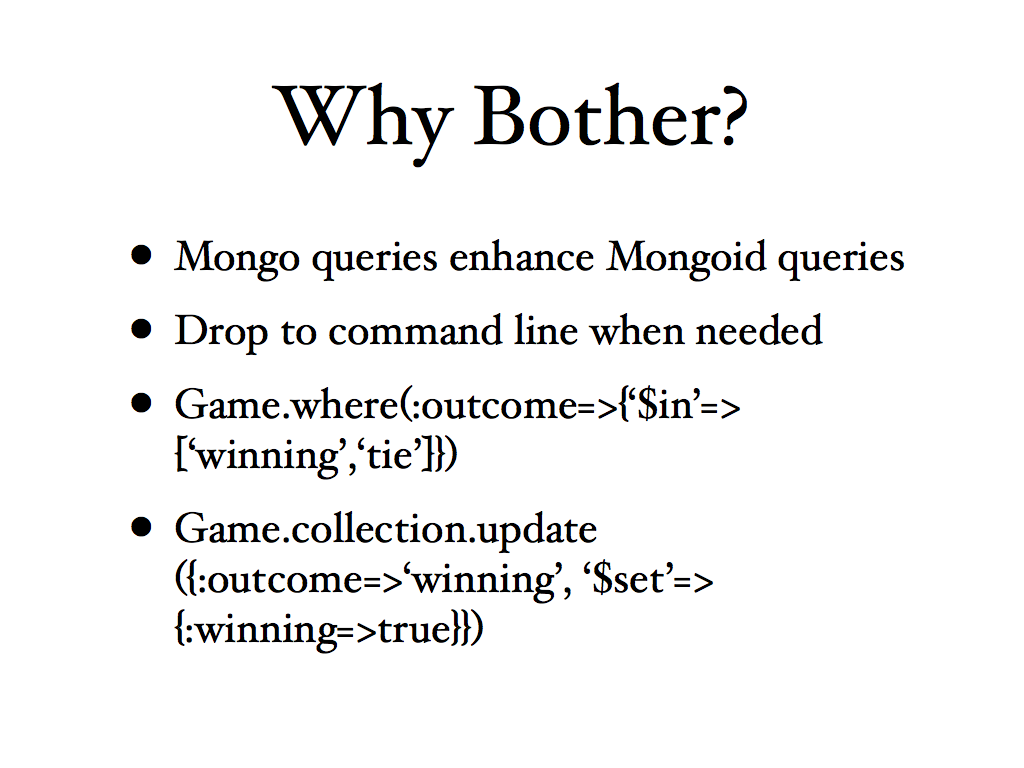 Why Bother?
• Mongo queries enhance Mongoid queries
• Drop to command line when needed
• Game.where(:outcome=>{‘$in’=>
[‘winning’,‘tie’]})
• Game.collection.update
({:outcome=>‘winning’, ‘$set’=>
{:winning=>true}})